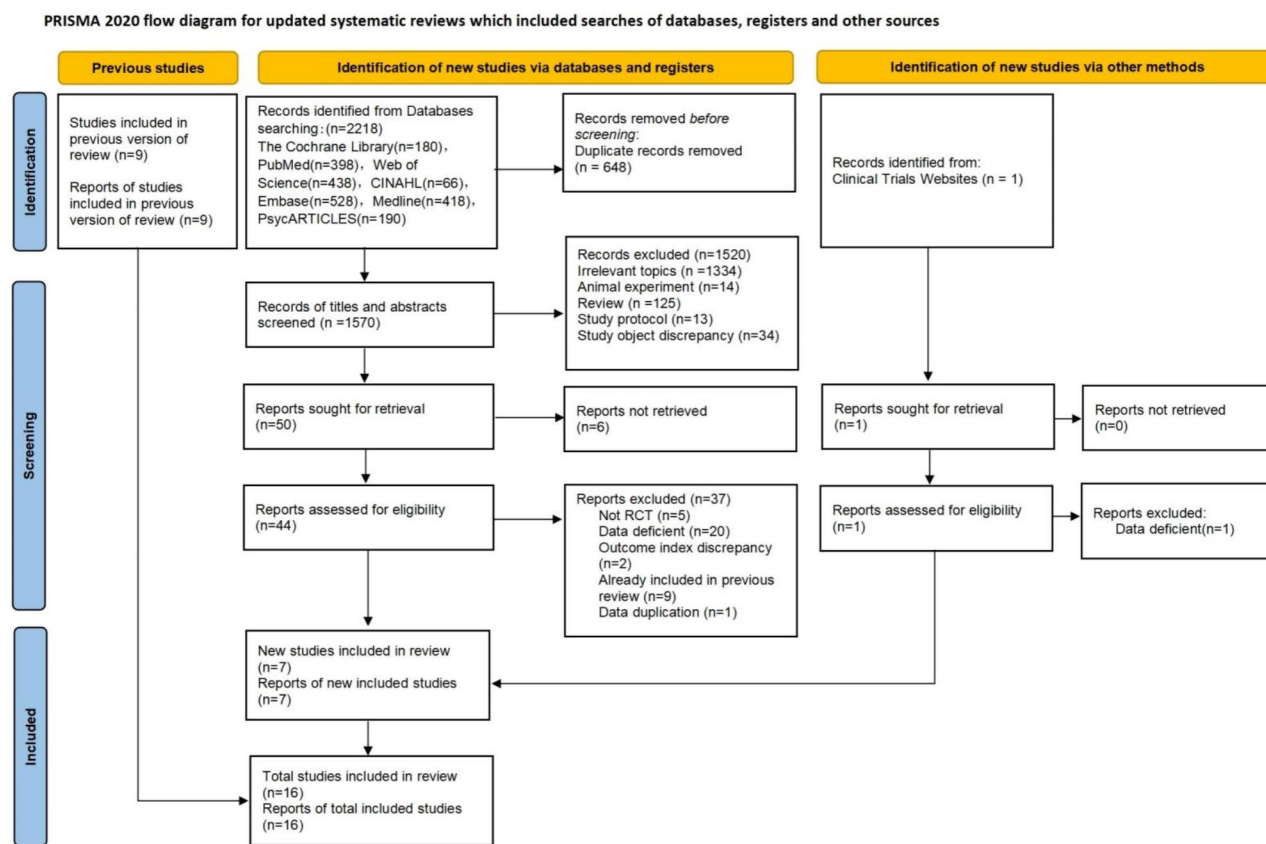 PRISMA 2020 flow diagram for updated systematic reviews which included searches of databases, registers and other sources
Previous studies
Identification of new studies via databases and registers
Identification of new studies via other methods
Identification
Studies included in
previous version of
review (n=9)
Reports of studies
included in previous
version of review (n=9)
Records identified from Databases
searching：(n=2218)
The Cochrane Library(n=180)，
PubMed(n=398)，Web of
Science(n=438)，CINAHL(n=66)，
Embase(n=528)，Medline(n=418)，
PsycARTICLES(n=190)
Records removed before
screening:
Duplicate records removed
(n = 648)
Records identified from:
Clinical Trials Websites (n = 1)
Screening
Records of titles and abstracts
screened (n =1570)
Records excluded (n=1520)
Irrelevant topics (n =1334)
Animal experiment (n=14)
Review (n =125)
Study protocol (n=13)
Study object discrepancy (n=34)
Reports sought for retrieval
(n=50)
Reports not retrieved
(n=6)
Reports sought for retrieval
(n=1)
Reports not retrieved
(n=0)
Reports assessed for eligibility
(n=44)
Reports excluded (n=37)
Not RCT (n=5)
Data deficient (n=20)
Outcome index discrepancy
(n=2)
Already included in previous
review (n=9)
Data duplication (n=1)
Reports assessed for eligibility
(n=1)
Reports excluded:
Data deficient(n=1)
Included
New studies included in review
(n=7)
Reports of new included studies
(n=7)
Total studies included in review
(n=16)
Reports of total included studies
(n=16)